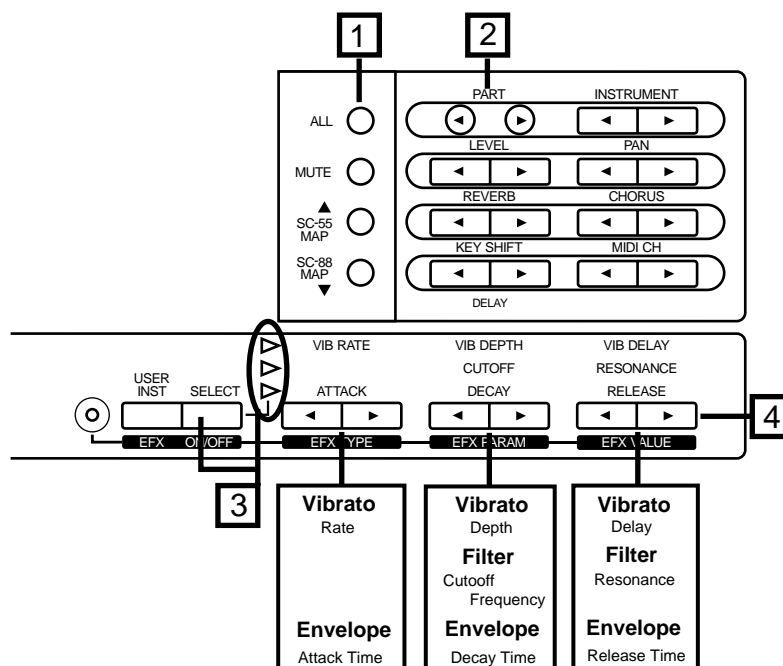 1 2
PART INSTRUMENT
ALL
LEVEL PAN
MUTE
REVERB CHORUS
SC-55
MAP
KEY SHIFT MIDI CH
SC-88
MAP
DELAY
VIB RATE VIB DEPTH VIB DELAY
CUTOFF RESONANCE
USER
INST SELECT ATTACK DECAY RELEASE
4
EFX ON/OFF EFX TYPE EFX PARAM EFX VALUE
3
Vibrato
Rate
Envelope
Attack Time
Vibrato
Depth
Filter
Cutooff
Frequency
Envelope
Decay Time
Vibrato
Delay
Filter
Resonance
Envelope
Release Time